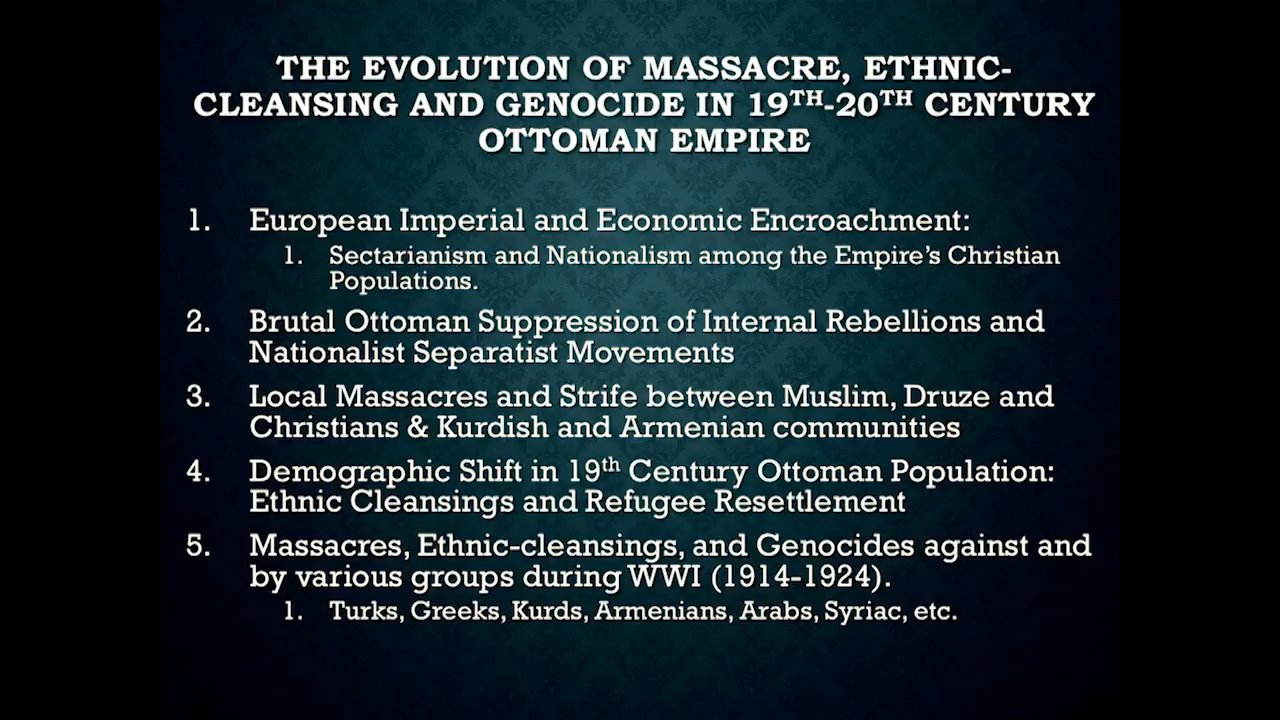 THE EVOLUTION OF MASSACRE, ETHNIC-
CLEANSING AND GENOCIDE IN 19TH-20TH CENTURY
OTTOMAN EMPIRE
1. European Imperial and Economic Encroachment:
1. Sectarianism and Nationalism among the Empire's Christian
Populations.
2. Brutal Ottoman Suppression of Internal Rebellions and
Nationalist Separatist Movements
3. Local Massacres and Strife between Muslim, Druze and
Christians & Kurdish and Armenian communities
4. Demographic Shift in 19th Century Ottoman Population:
Ethnic Cleansings and Refugee Resettlement
5. Massacres, Ethnic-cleansings, and Genocides against and
by various groups during WWI (1914-1924).
1. Turks, Greeks, Kurds, Armenians, Arabs, Syriac, etc.